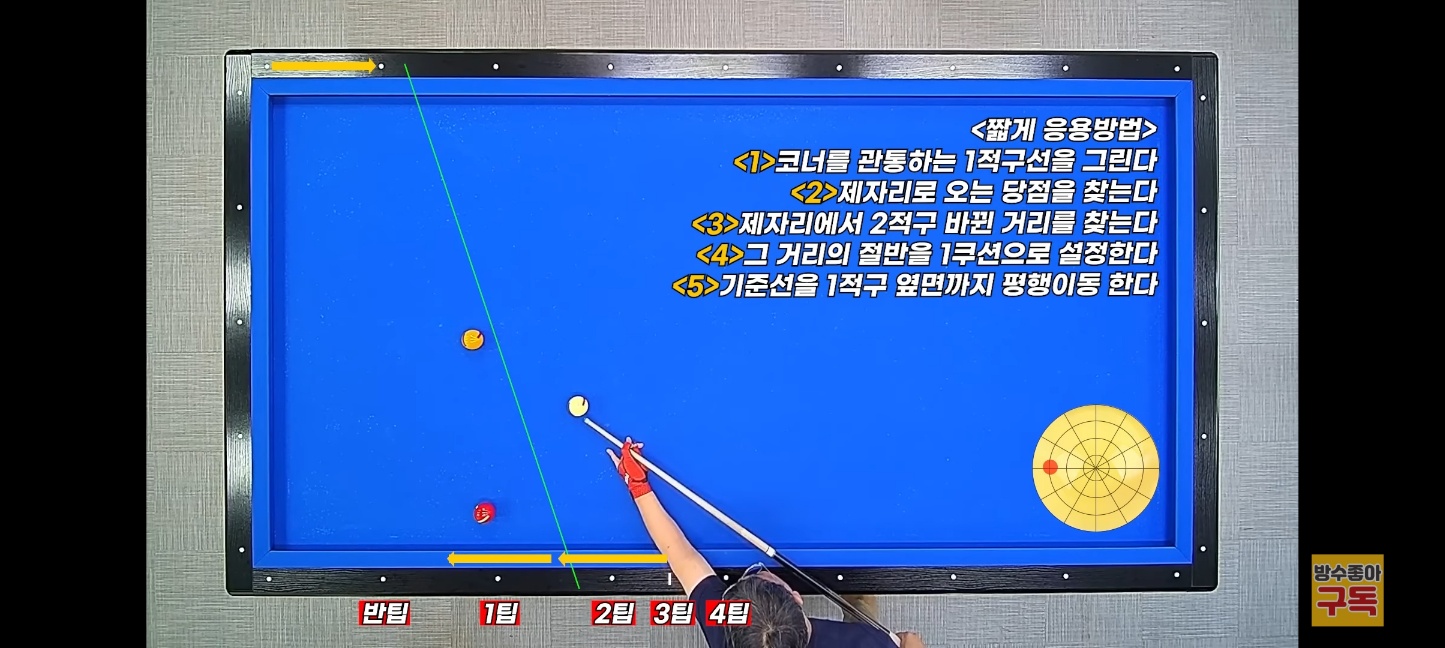 <짧게 응용방법>
<1>코너를 관통하는 1적구선을 그린다
<2>제자리로 오는 당점을 찾는다
<3>제자리에서 2적구 바뀐 거리를 찾는다
<4>그 거리의 절반을 1쿠션으로 설정한다
<5>기준선을 1적구 옆면까지 평행이동 한다
반팁 1팁 2팁 3팁 4팁
방수좋아
구독